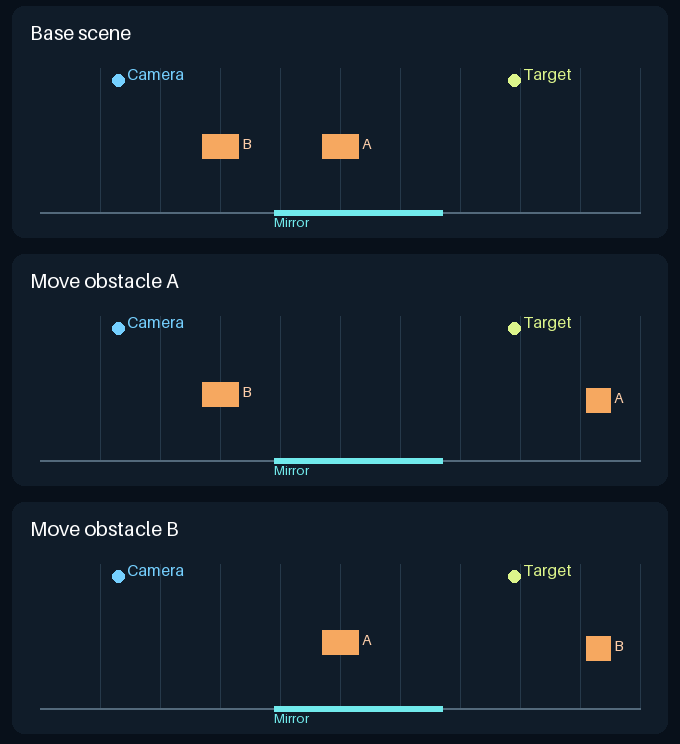 Base scene
Camera
Target
B
A
Mirror
Move obstacle A
Camera
Target
B
A
Mirror
Move obstacle B
Camera
Target
A
B
Mirror